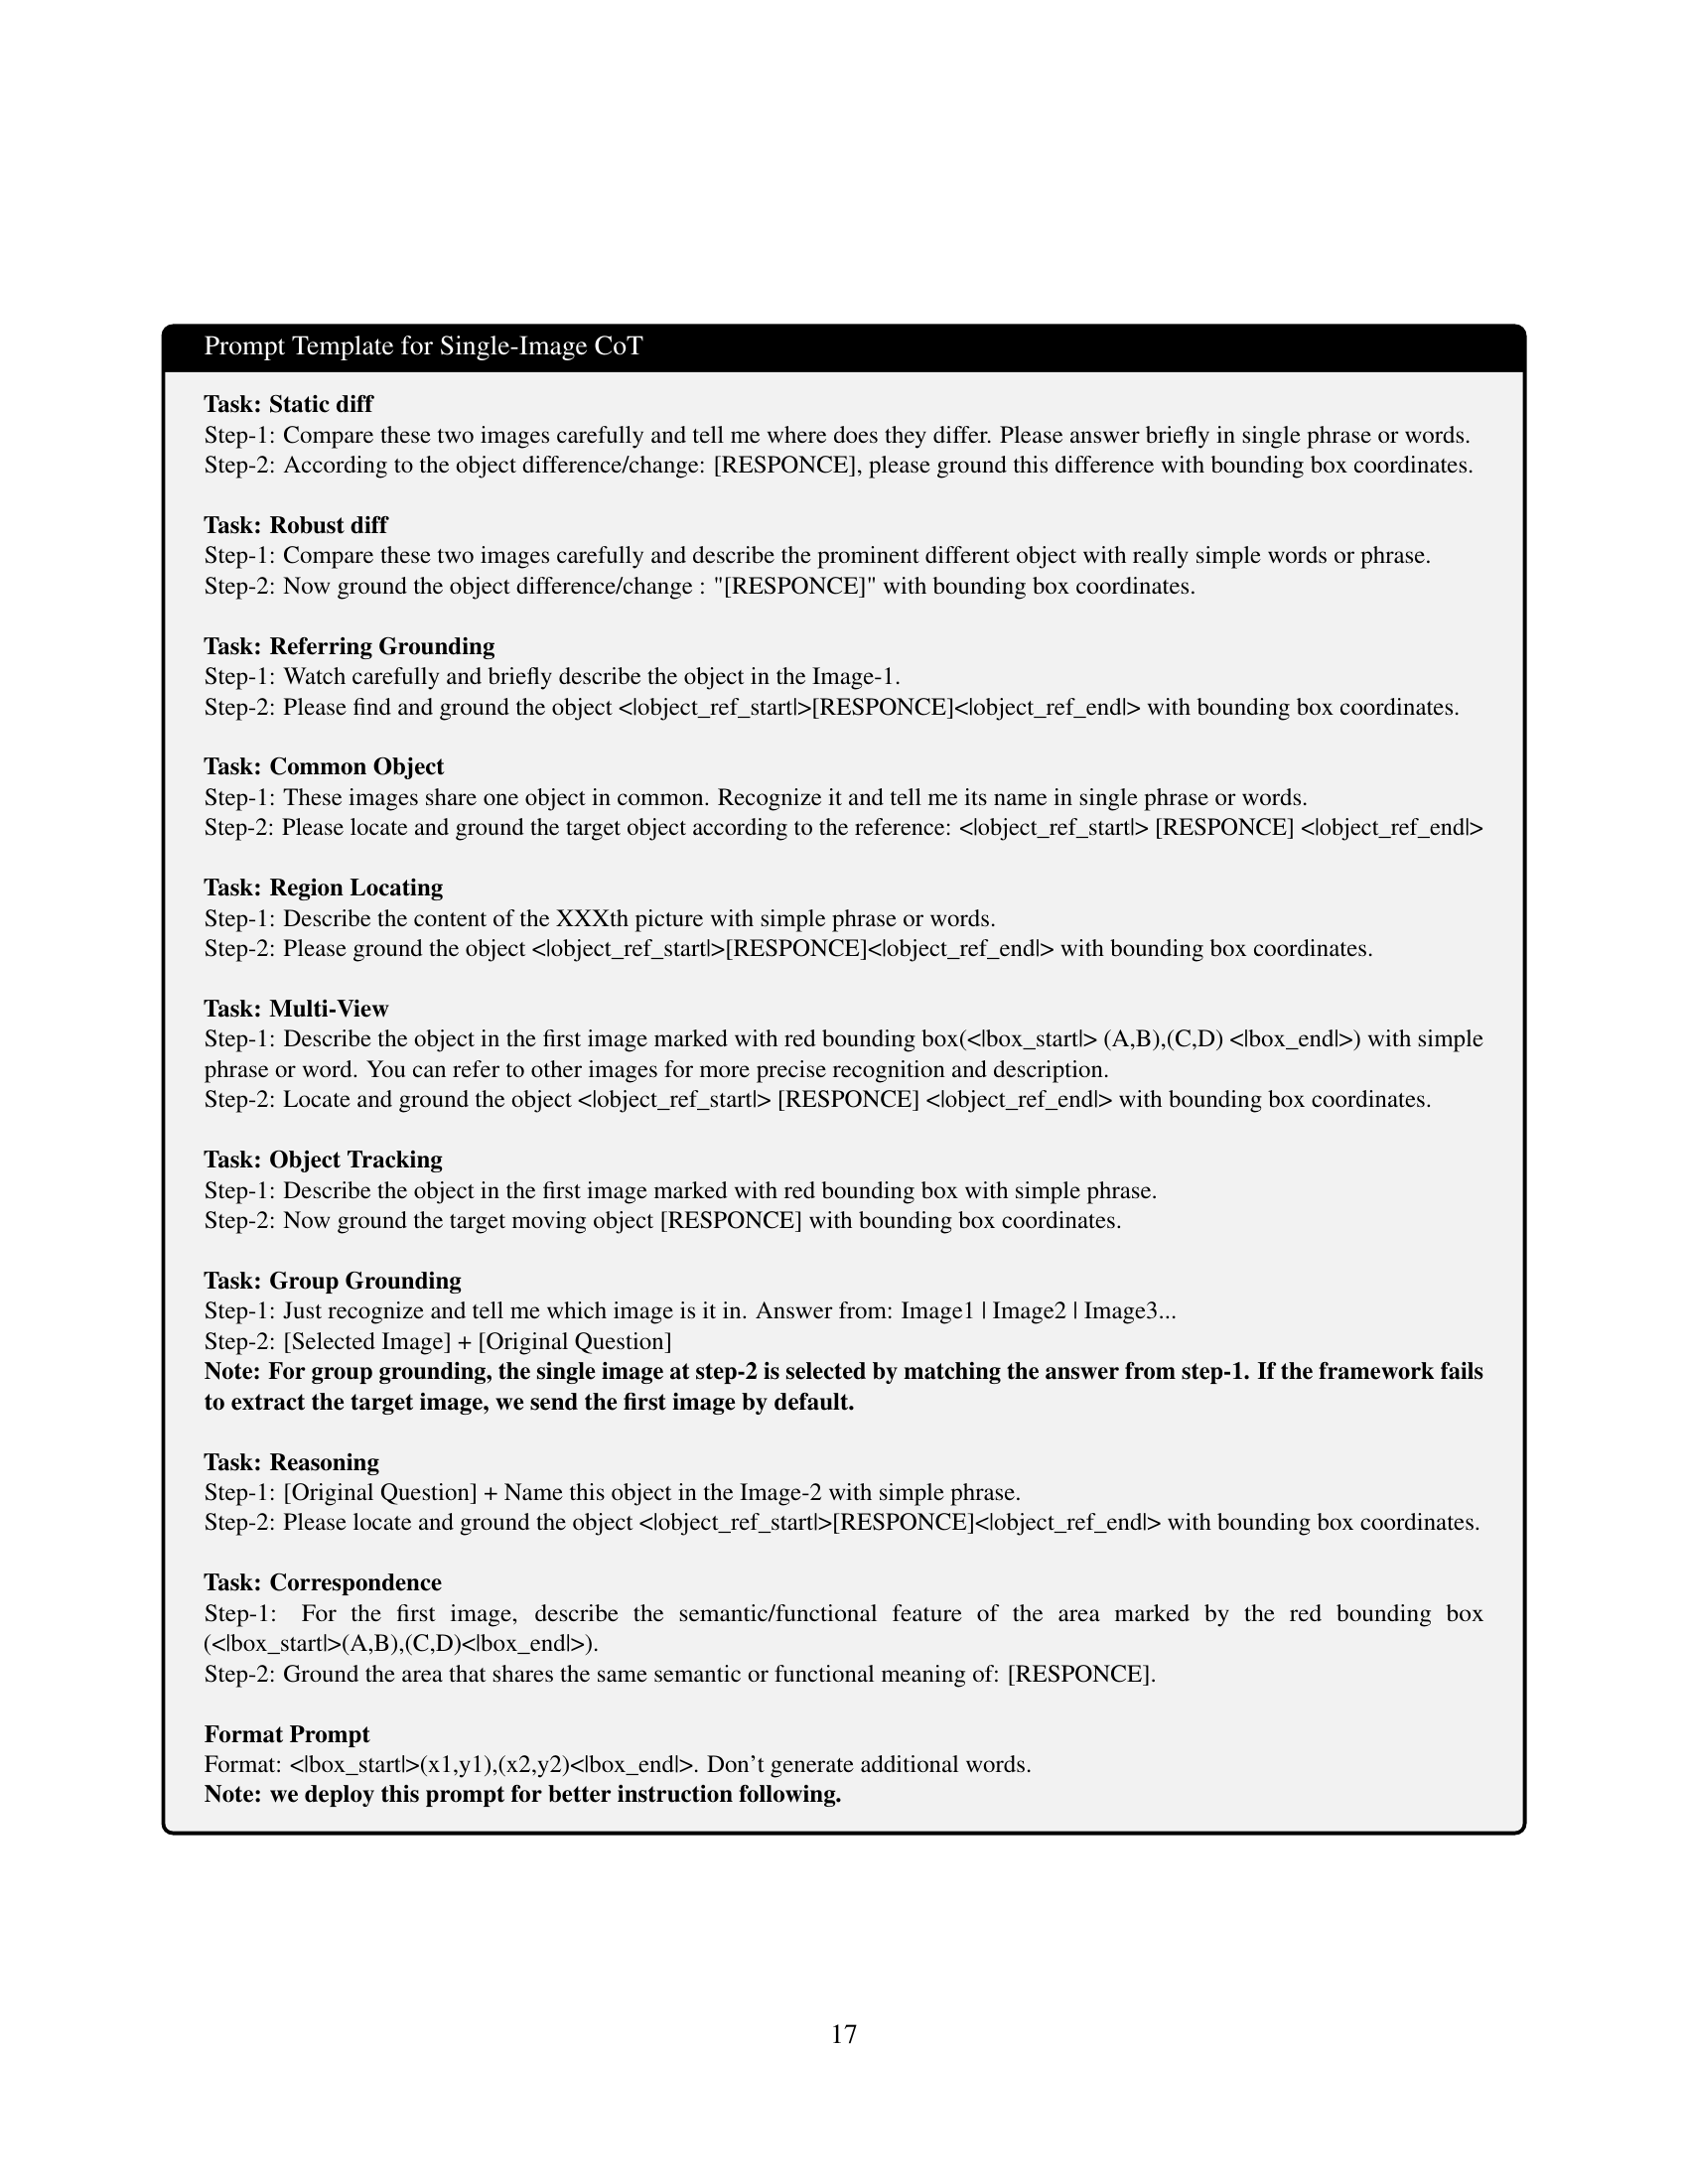 Prompt Template for Single-Image CoT
Task: Static diff
Step-1: Compare these two images carefully and tell me where does they differ. Please answer briefly in single phrase or words.
Step-2: According to the object difference/change: [RESPONCE], please ground this difference with bounding box coordinates.
Task: Robust diff
Step-1: Compare these two images carefully and describe the prominent different object with really simple words or phrase.
Step-2: Now ground the object difference/change : "[RESPONCE]" with bounding box coordinates.
Task: Referring Grounding
Step-1: Watch carefully and briefly describe the object in the Image-1.
Step-2: Please find and ground the object <|object_ref_start|>[RESPONCE]<|object_ref_end|> with bounding box coordinates.
Task: Common Object
Step-1: These images share one object in common. Recognize it and tell me its name in single phrase or words.
Step-2: Please locate and ground the target object according to the reference: <|object_ref_start|> [RESPONCE] <|object_ref_end|>
Task: Region Locating
Step-1: Describe the content of the XXXth picture with simple phrase or words.
Step-2: Please ground the object <|object_ref_start|>[RESPONCE]<|object_ref_end|> with bounding box coordinates.
Task: Multi-View
Step-1: Describe the object in the first image marked with red bounding box(<|box_start|> (A,B),(C,D) <|box_end|>) with simple
phrase or word. You can refer to other images for more precise recognition and description.
Step-2: Locate and ground the object <|object_ref_start|> [RESPONCE] <|object_ref_end|> with bounding box coordinates.
Task: Object Tracking
Step-1: Describe the object in the first image marked with red bounding box with simple phrase.
Step-2: Now ground the target moving object [RESPONCE] with bounding box coordinates.
Task: Group Grounding
Step-1: Just recognize and tell me which image is it in. Answer from: Image1 | Image2 | Image3...
Step-2: [Selected Image] + [Original Question]
Note: For group grounding, the single image at step-2 is selected by matching the answer from step-1. If the framework fails
to extract the target image, we send the first image by default.
Task: Reasoning
Step-1: [Original Question] + Name this object in the Image-2 with simple phrase.
Step-2: Please locate and ground the object <|object_ref_start|>[RESPONCE]<|object_ref_end|> with bounding box coordinates.
Task: Correspondence
Step-1: For the first image, describe the semantic/functional feature of the area marked by the red bounding box
(<|box_start|>(A,B),(C,D)<|box_end|>).
Step-2: Ground the area that shares the same semantic or functional meaning of: [RESPONCE].
Format Prompt
Format: <|box_start|>(x1,y1),(x2,y2)<|box_end|>. Don't generate additional words.
Note: we deploy this prompt for better instruction following.
17